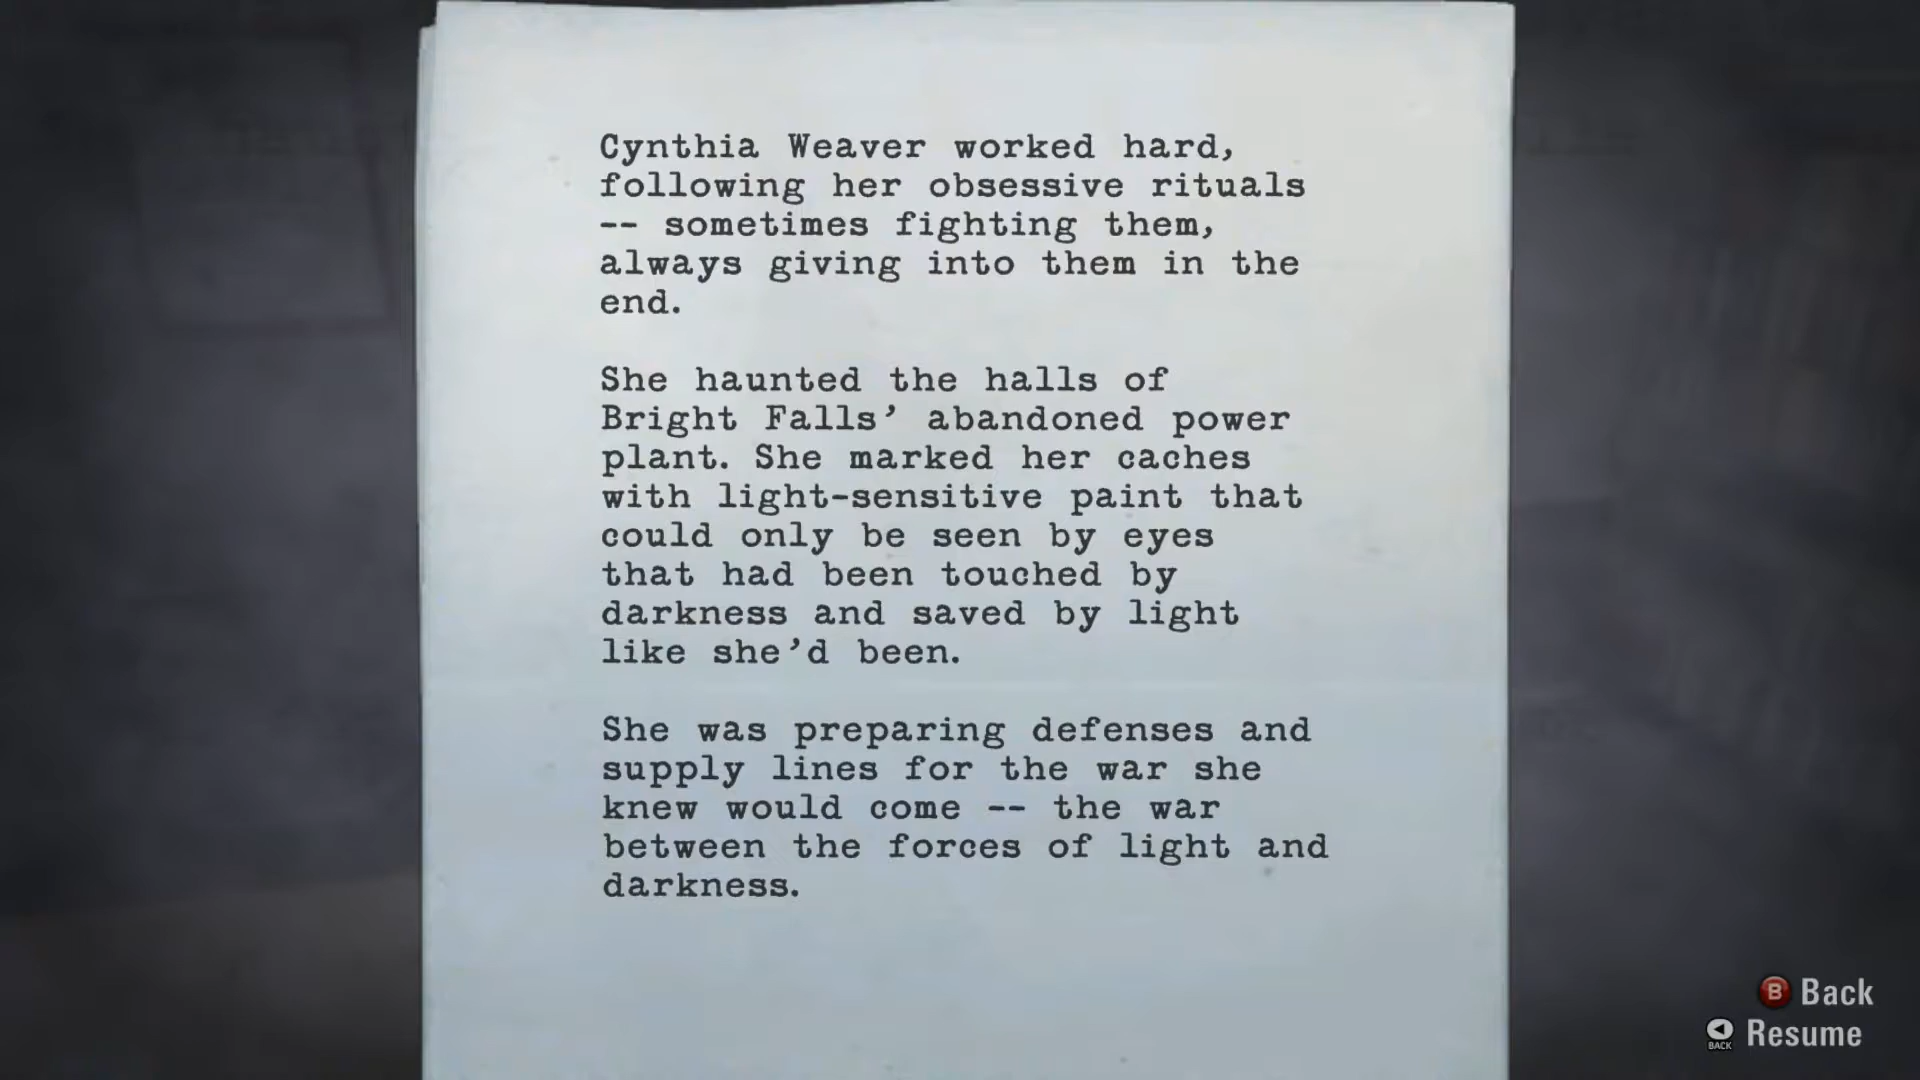 Cynthia Weaver worked hard,
following her obsessive rituals
-- sometimes fighting them,
always giving into them in the
end.
She haunted the halls of
Bright Falls’ abandoned power
plant. She marked her caches
with light-sensitive paint that
could only be seen by eyes
that had been touched by
darkness and saved by light
like she’d been.
She was preparing defenses and
supply lines for the war she
knew would come -- the war
between the forces of light and
darkness.
B Back
BACK Resume